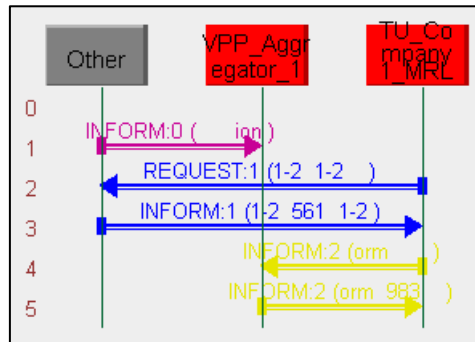 Other
VPP_Aggr
egator_1
TU_Co
mpany
1_MRL
0
INFORM:0 ( ion )
1
REQUEST:1 (1-2 1-2 )
2
INFORM:1 (1-2 561 1-2 )
3
INFORM:2 (orm )
4
INFORM:2 (orm 983 )
5